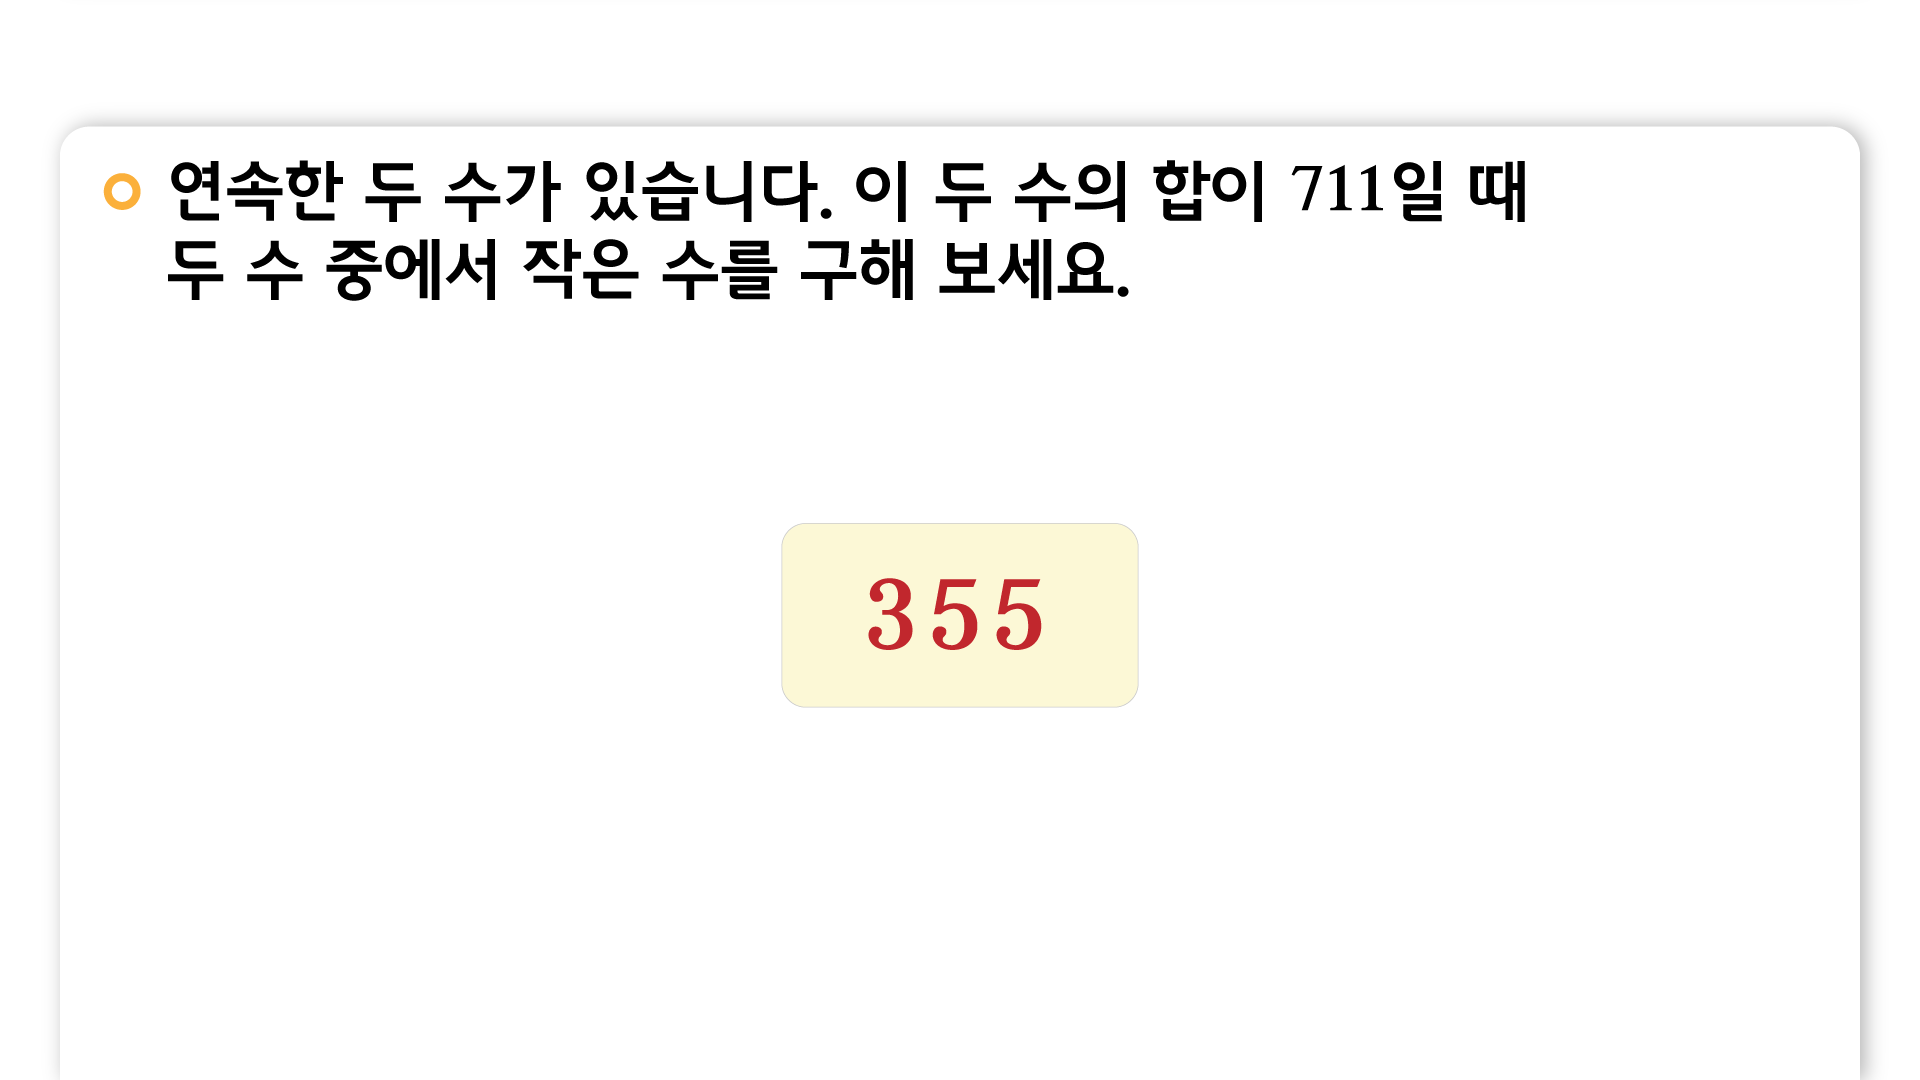 연속한 두 수가 있습니다. 이 두 수의 합이 711일 때
두 수 중에서 작은 수를 구해 보세요.
355